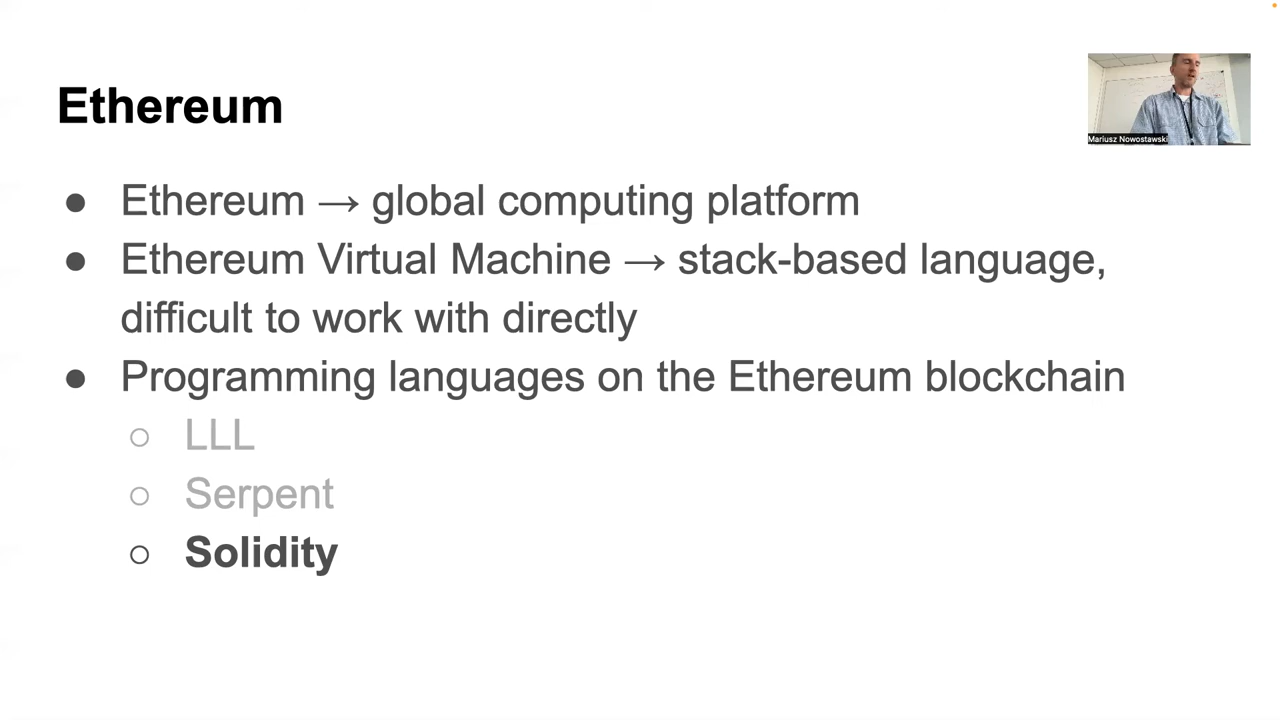 Ethereum
Mariusz Nowostawski
● Ethereum → global computing platform
● Ethereum Virtual Machine → stack-based language,
difficult to work with directly
● Programming languages on the Ethereum blockchain
○ LLL
○ Serpent
○ Solidity